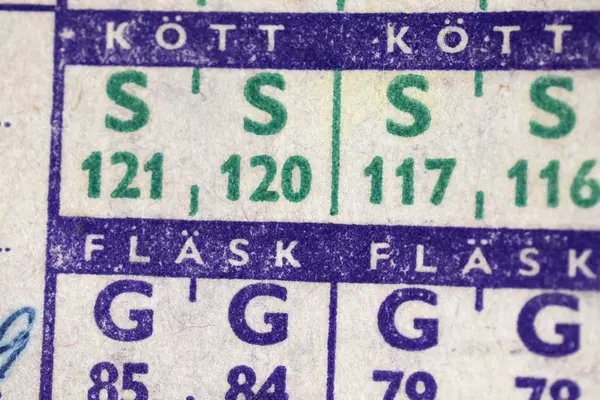 KÖTT KÖTT
S S S S
121 120 117 116
FLÄSK FLÄSK
G G G G
85 84 79 78